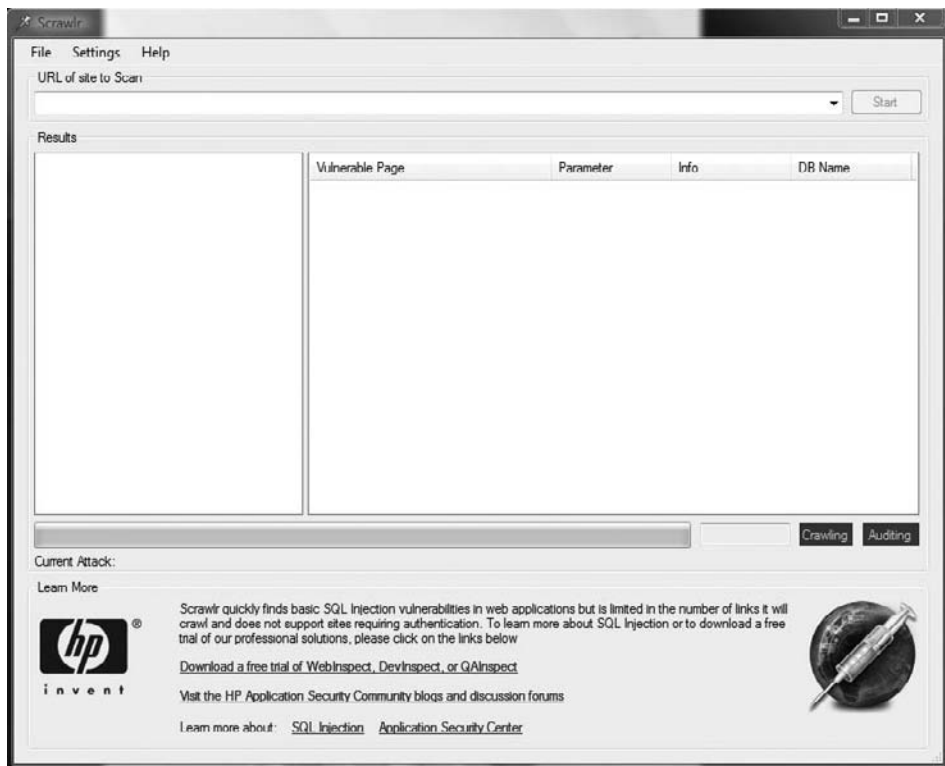 Scrawlr
File Settings Help
URL of site to Scan
Start
Results
Vulnerable Page Parameter Info DB Name
Crawling Auditing
Current Attack:
Learn More
Scrawlr quickly finds basic SQL Injection vulnerabilities in web applications but is limited in the number of links it will
crawl and does not support sites requiring authentication. To learn more about SQL Injection or to download a free
trial of our professional solutions, please click on the links below
hp ®
invent
Download a free trial of WebInspect, DevInspect, or QAInspect
Visit the HP Application Security Community blogs and discussion forums
Learn more about: SQL Injection Application Security Center